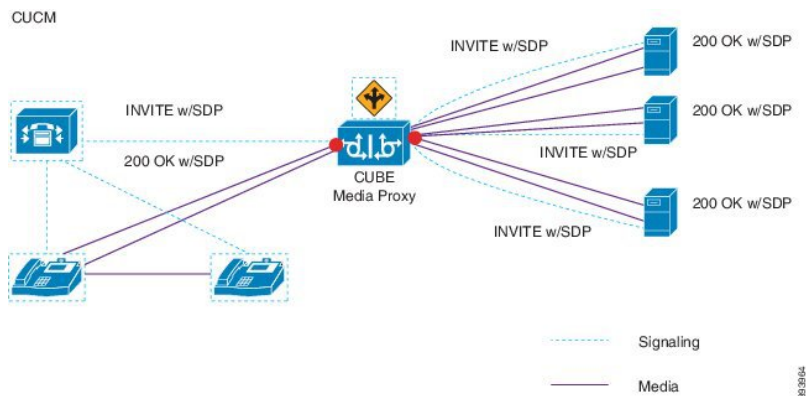 CUCM
INVITE w/SDP
200 OK w/SDP
INVITE w/SDP
200 OK w/SDP
CUBE
Media Proxy
200 OK w/SDP
INVITE w/SDP
200 OK w/SDP
INVITE w/SDP
Signaling
Media